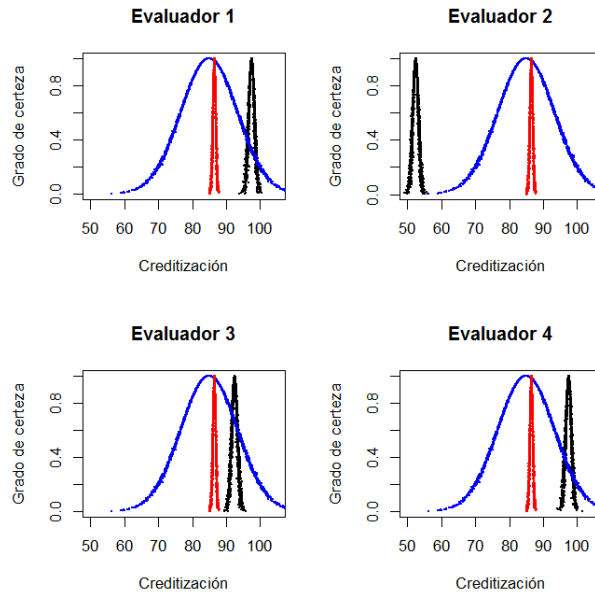 Evaluador 1
Grado de certeza
0.0 0.4 0.8
50 60 70 80 90 100
Creditización
Evaluador 2
Grado de certeza
0.0 0.4 0.8
50 60 70 80 90 100
Creditización
Evaluador 3
Grado de certeza
0.0 0.4 0.8
50 60 70 80 90 100
Creditización
Evaluador 4
Grado de certeza
0.0 0.4 0.8
50 60 70 80 90 100
Creditización